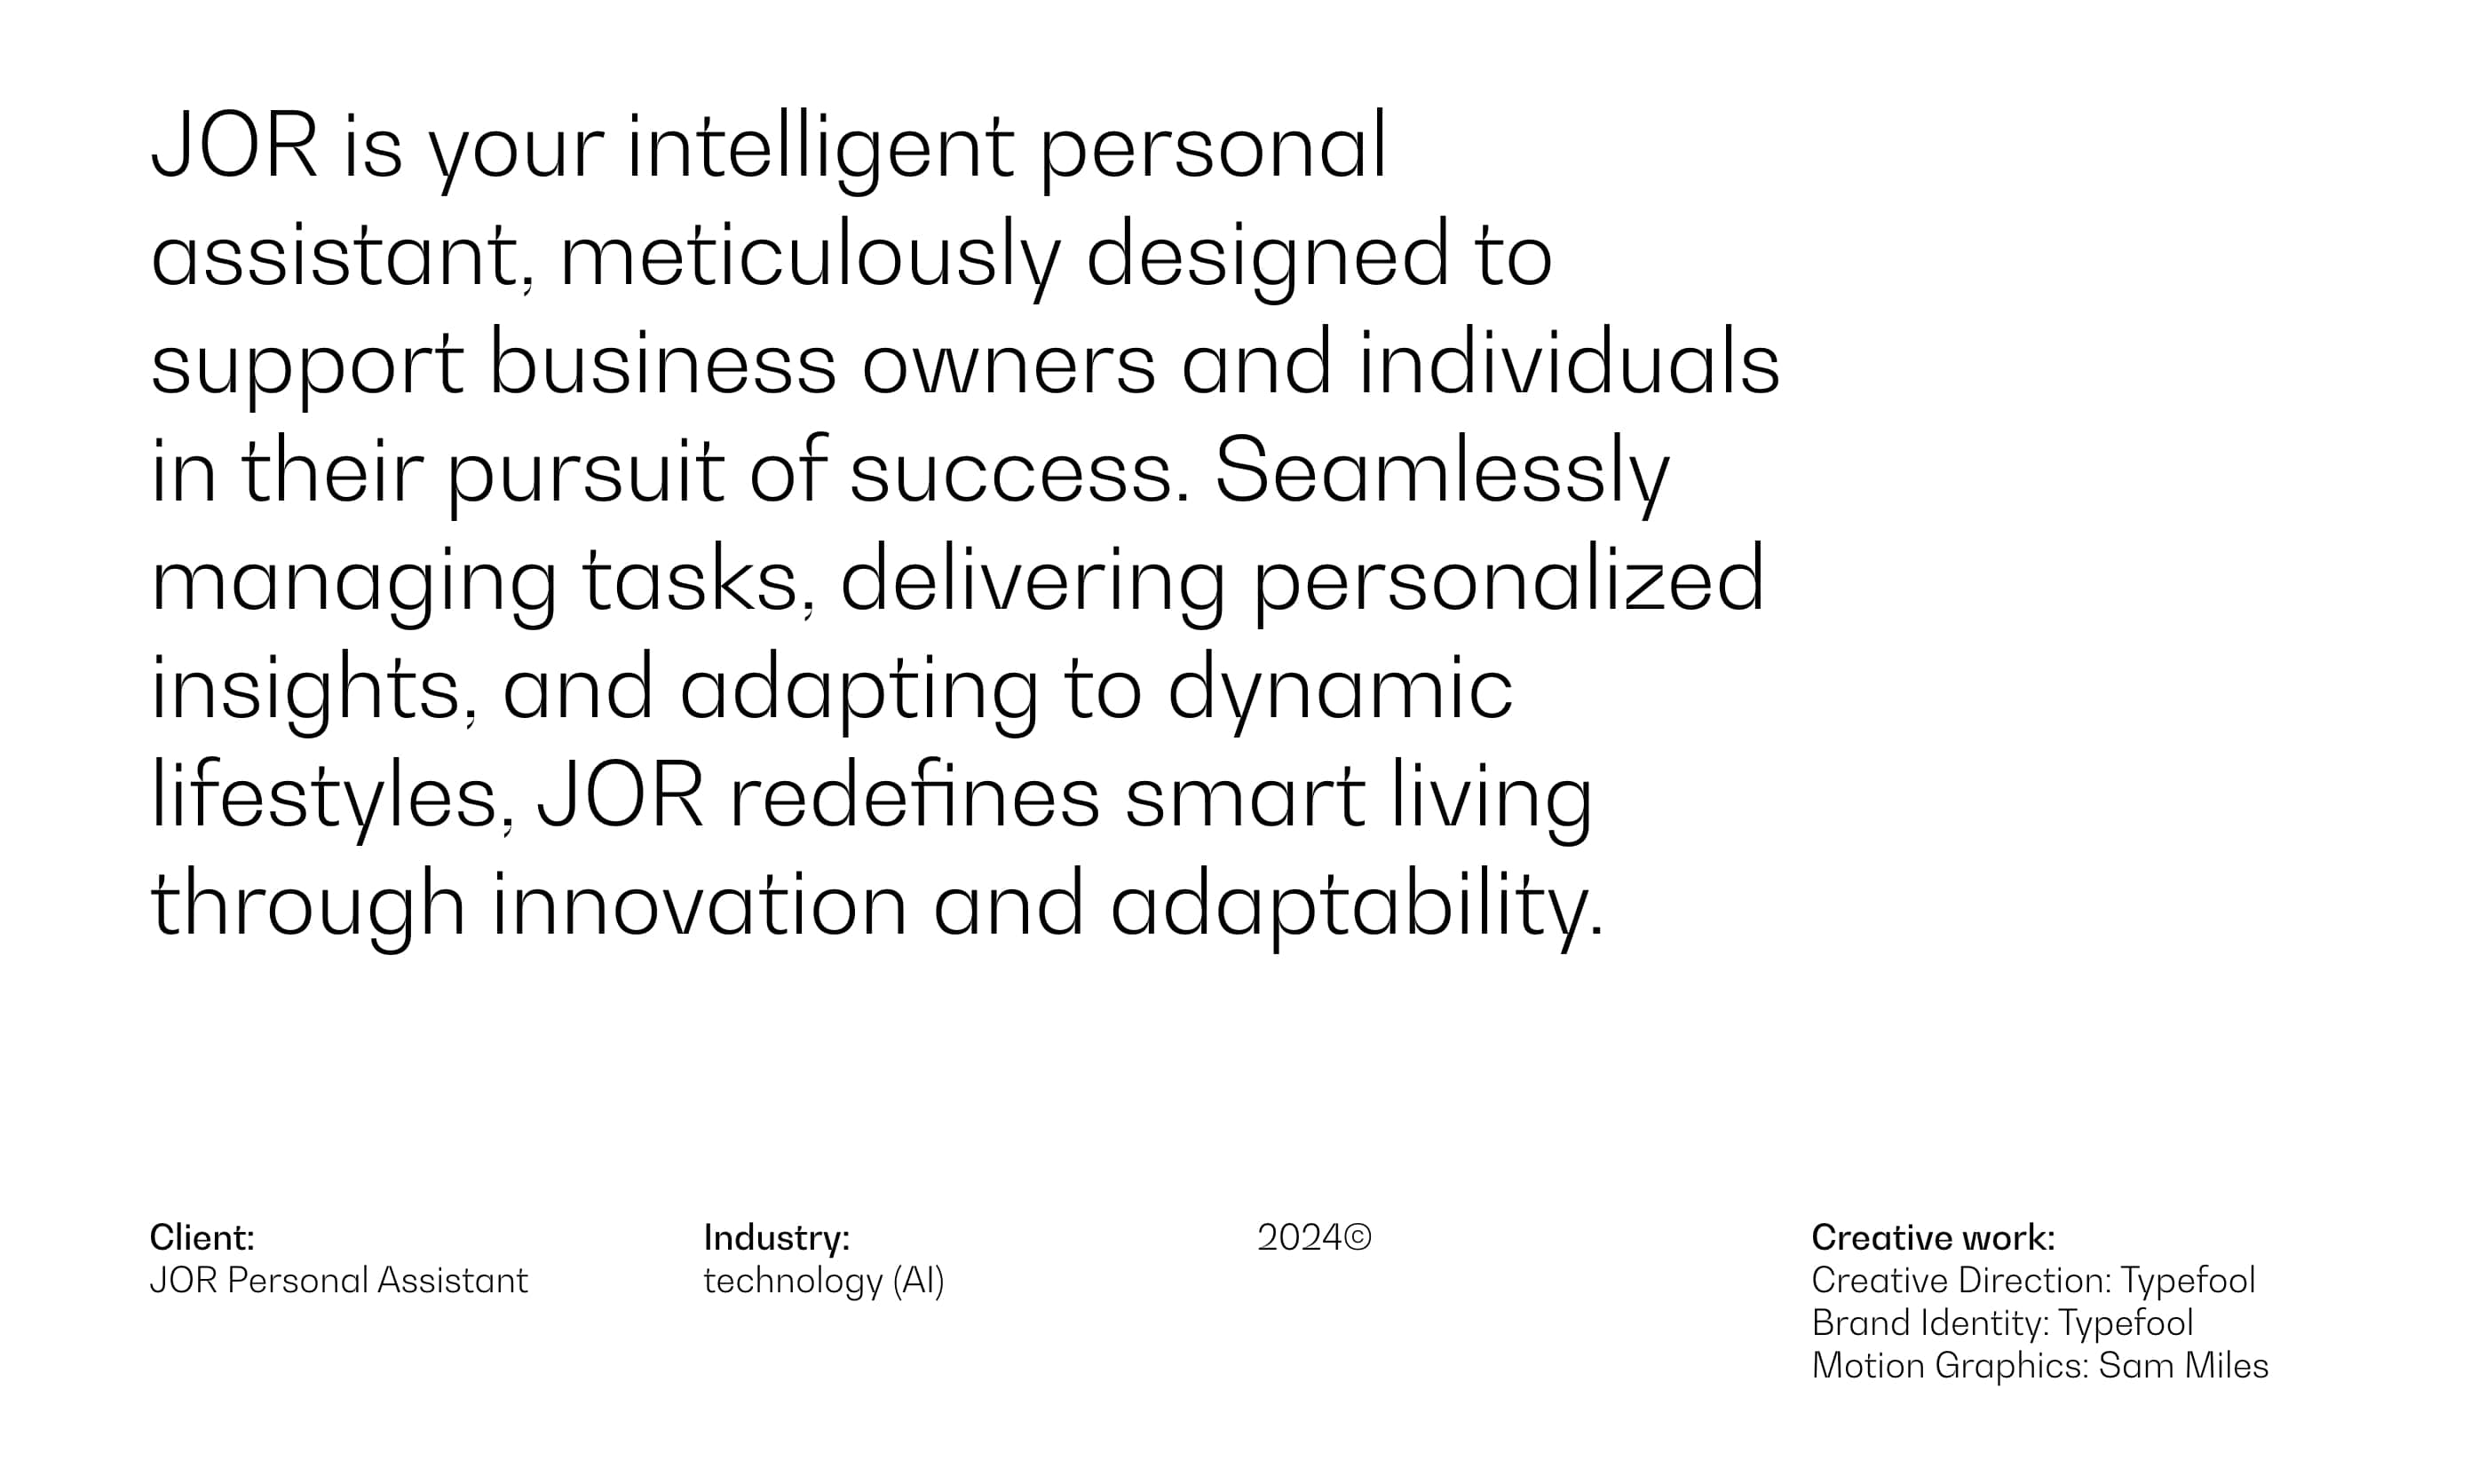 JOR is your intelligent personal
assistant, meticulously designed to
support business owners and individuals
in their pursuit of success. Seamlessly
managing tasks, delivering personalized
insights, and adapting to dynamic
lifestyles, JOR redefines smart living
through innovation and adaptability.
Client:
JOR Personal Assistant
Industry:
technology (AI)
2024©
Creative work:
Creative Direction: Typefool
Brand Identity: Typefool
Motion Graphics: Sam Miles